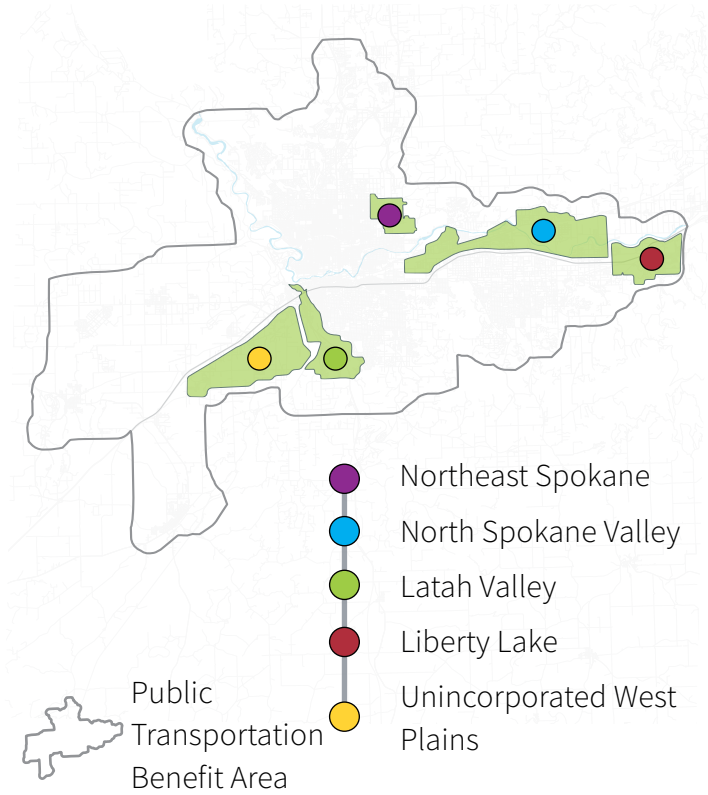 Northeast Spokane
North Spokane Valley
Latah Valley
Liberty Lake
Unincorporated West
Plains
Public
Transportation
Benefit Area